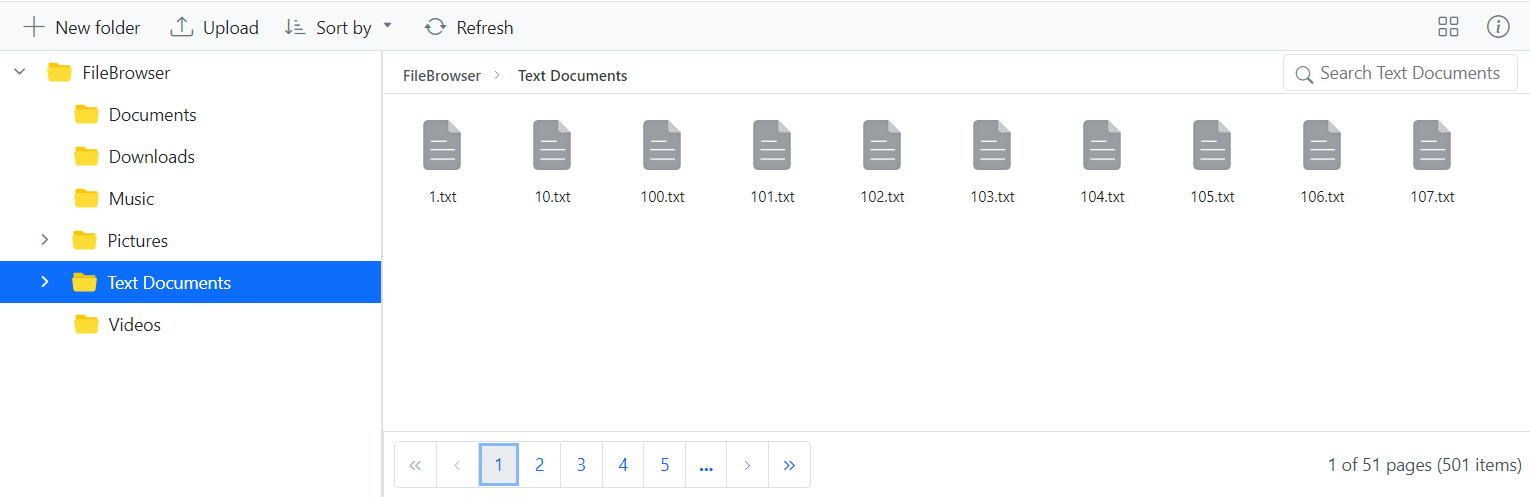 New folder Upload Sort by Refresh
FileBrowser
Documents
Downloads
Music
Pictures
Text Documents
Videos
FileBrowser > Text Documents
Search Text Documents
1.txt 10.txt 100.txt 101.txt 102.txt 103.txt 104.txt 105.txt 106.txt 107.txt
« ‹ 1 2 3 4 5 ... › »
1 of 51 pages (501 items)